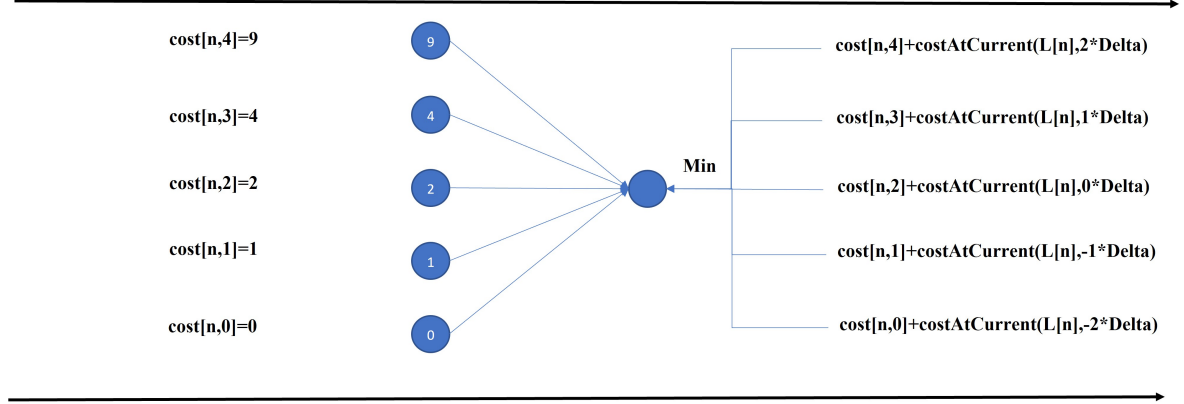 cost[n,4]=9
9
cost[n,4]+costAtCurrent(L[n],2*Delta)
cost[n,3]=4
4
cost[n,3]+costAtCurrent(L[n],1*Delta)
Min
cost[n,2]=2
2
cost[n,2]+costAtCurrent(L[n],0*Delta)
cost[n,1]=1
1
cost[n,1]+costAtCurrent(L[n],-1*Delta)
cost[n,0]=0
0
cost[n,0]+costAtCurrent(L[n],-2*Delta)